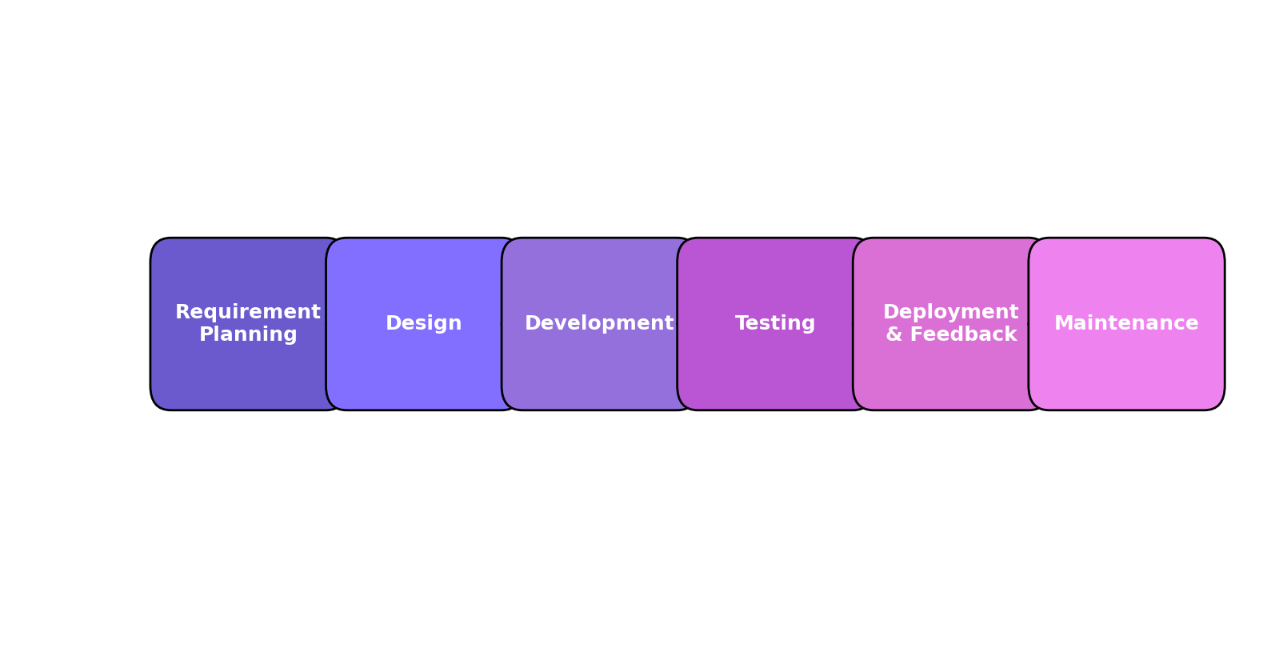 Requirement
Planning
Design
Development
Testing
Deployment
& Feedback
Maintenance